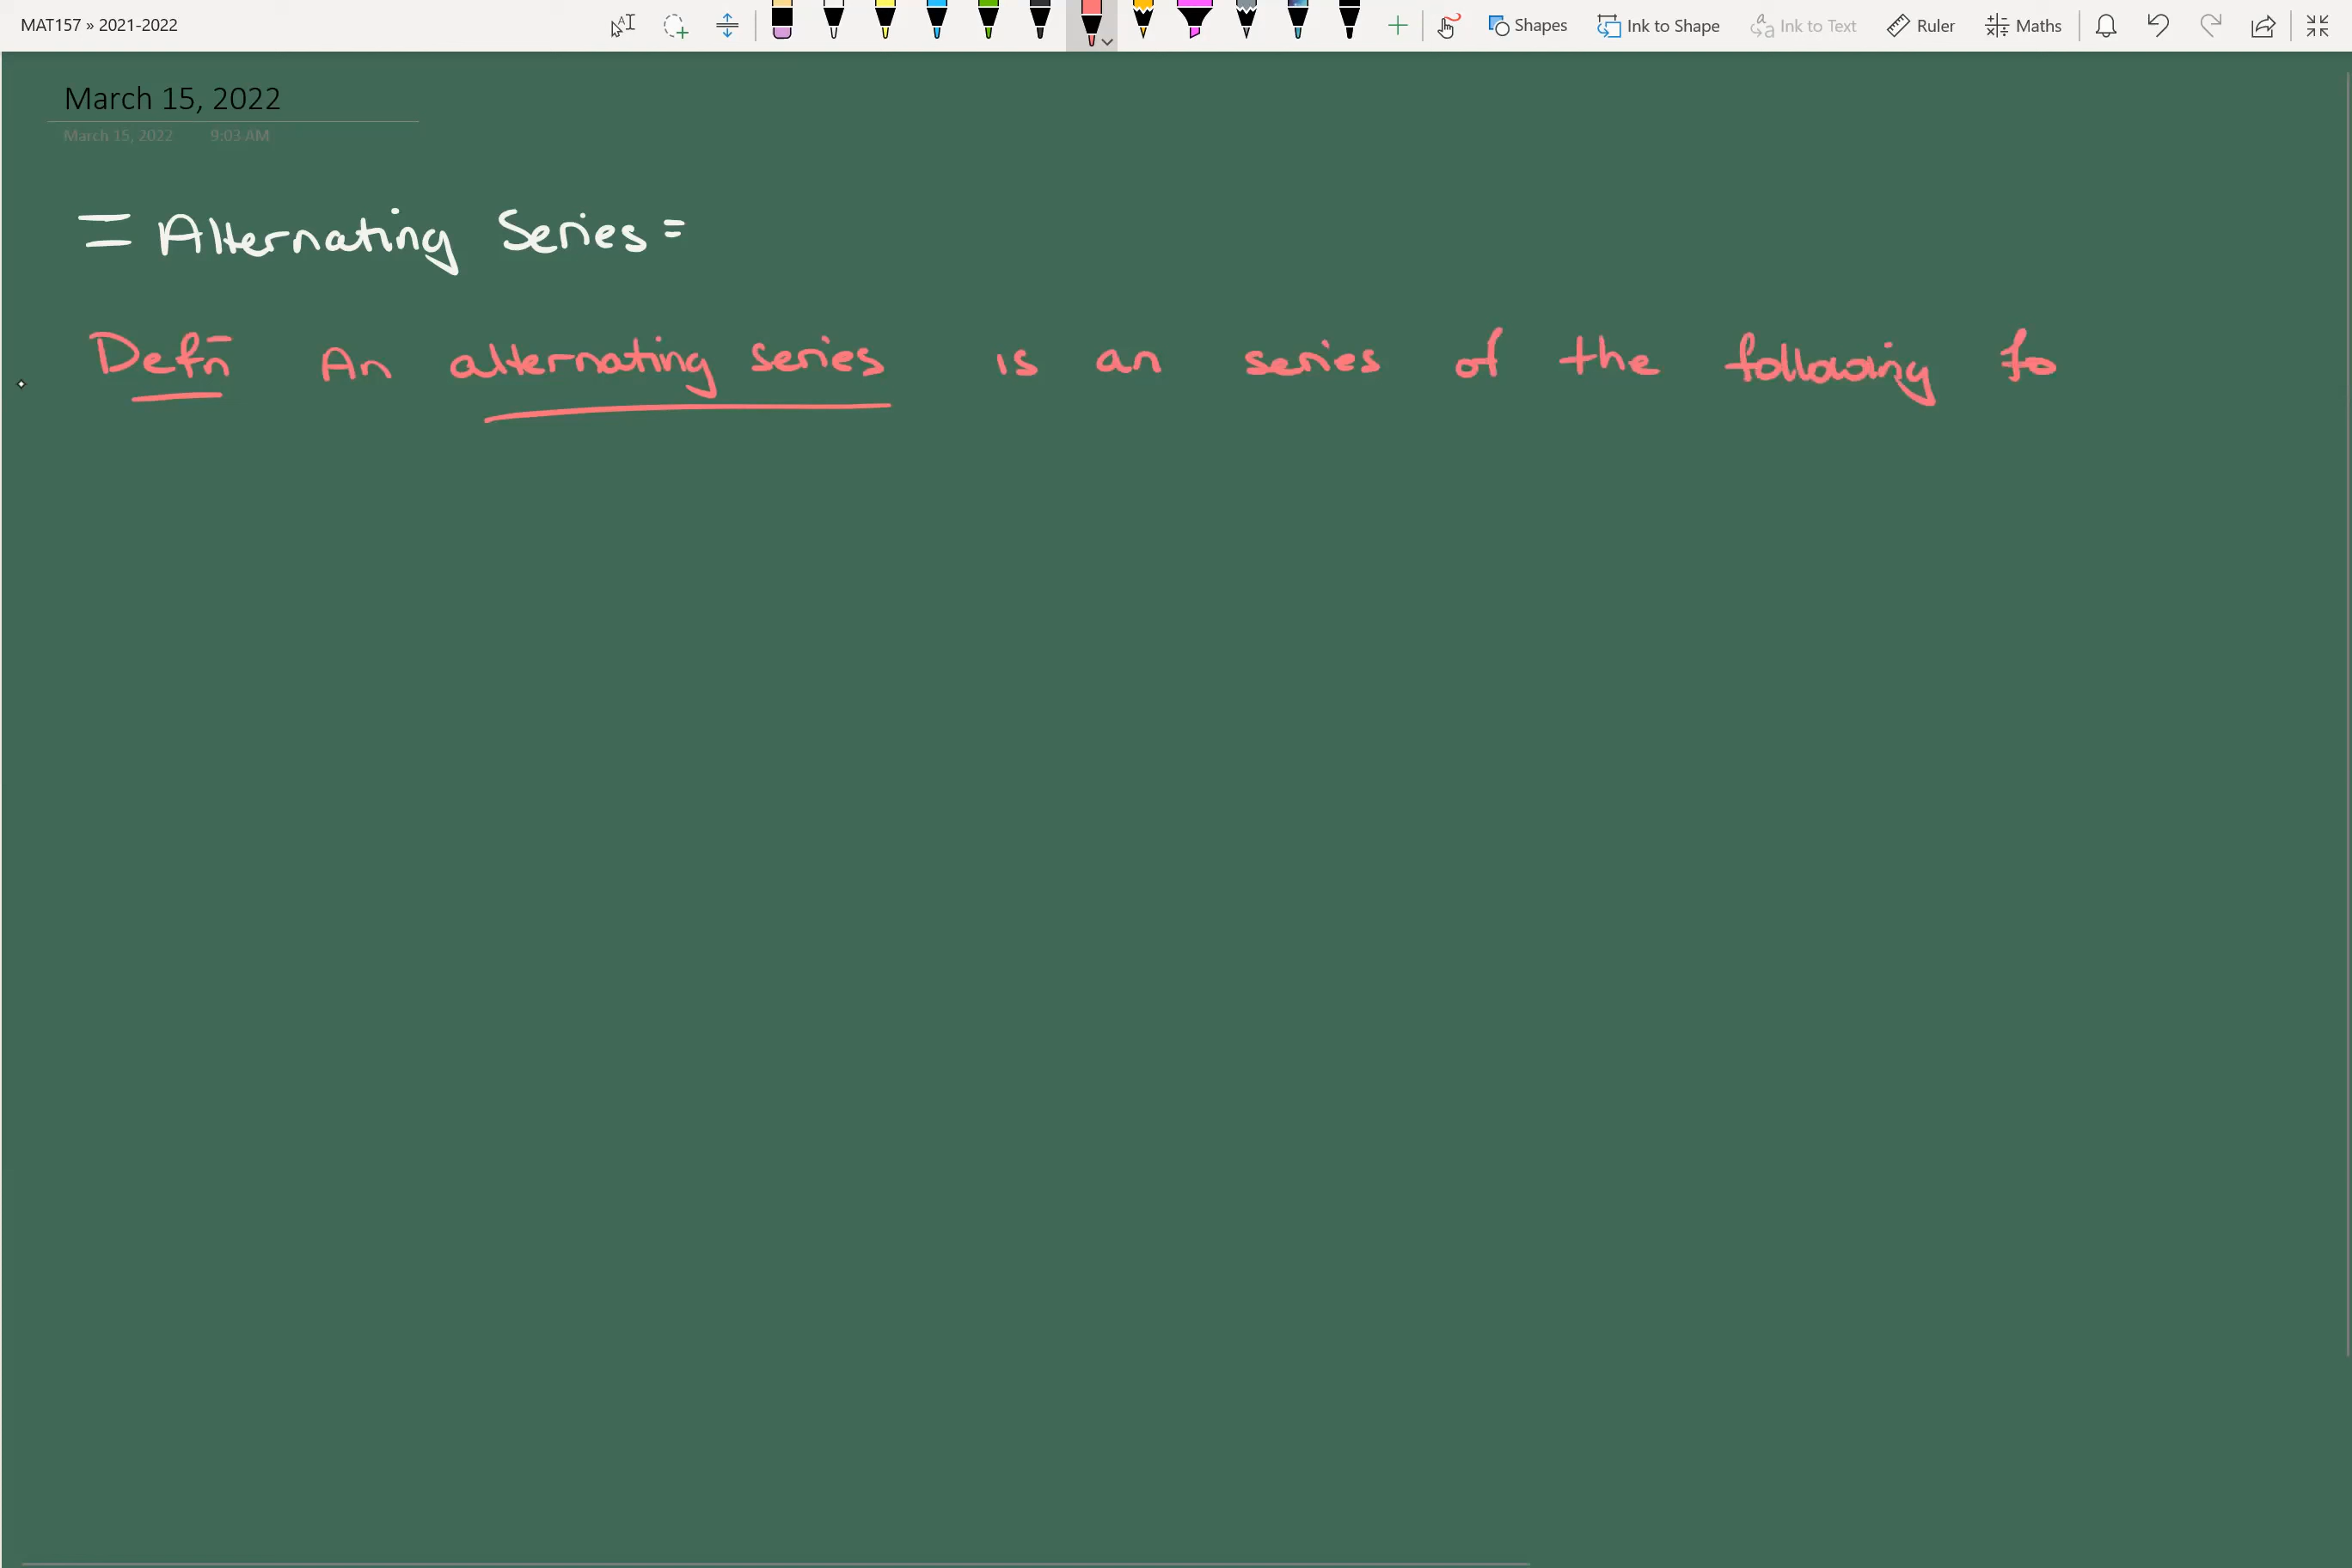 MAT157 » 2021-2022 Shapes Ink to Shape Ink to Text Ruler Maths
March 15, 2022
March 15, 2022 9:03 AM
= Alternating Series =
Defn An alternating series is an series of the following fo